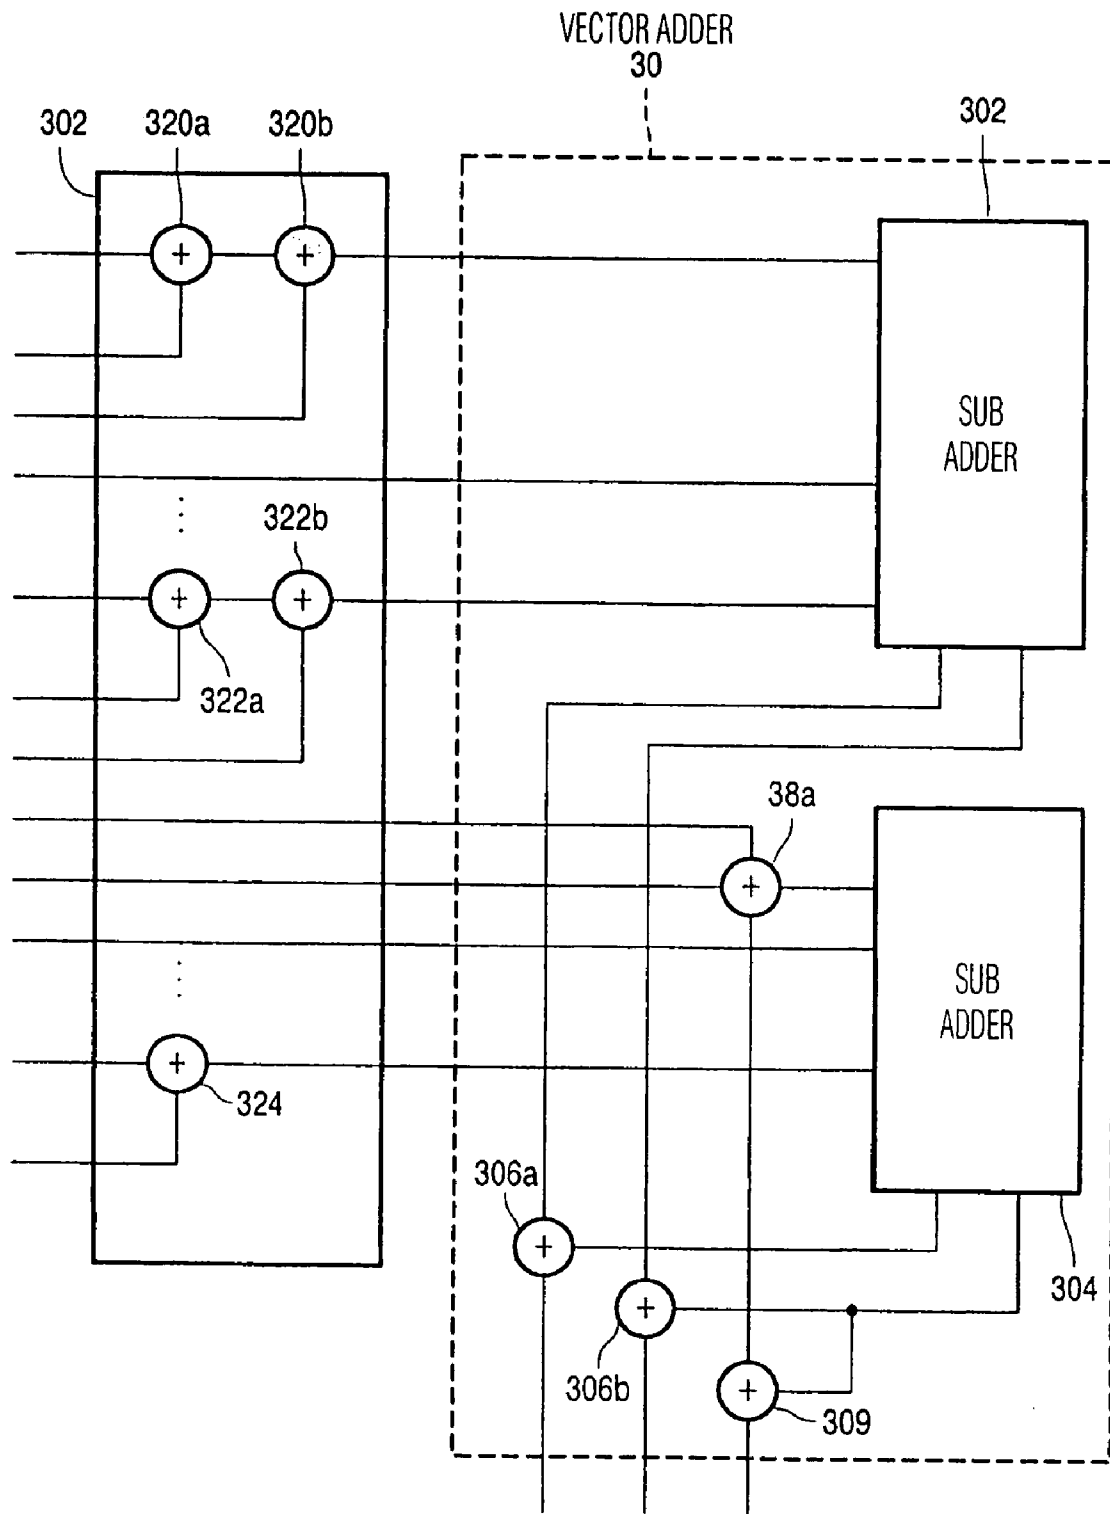 VECTOR ADDER
30
302
320a
320b
302
+
+
SUB
ADDER
322b
+
+
322a
38a
+
SUB
ADDER
+
324
306a
+
304
+
306b
+
309